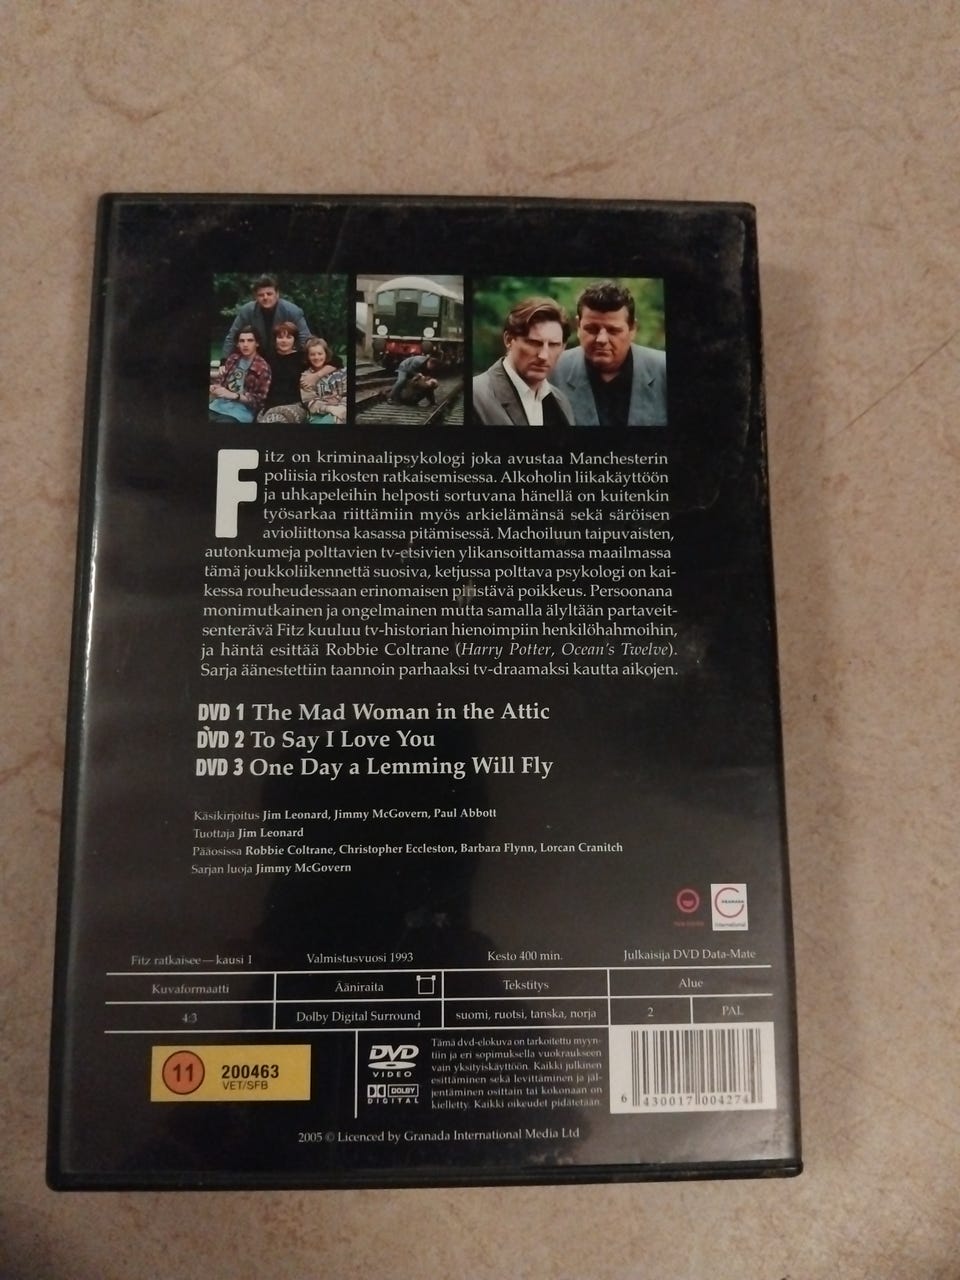 Fitz on kriminaalipsykologi joka avustaa Manchesterin
poliisia rikosten ratkaisemisessa. Alkoholin liikakäyttöön
ja uhkapeleihin helposti sortuvana hänellä on kuitenkin
työsarkaa riittämiin myös arkielämänsä sekä säröisen
avioliittonsa kasassa pitämisessä. Machoiluun taipuvaisten,
autonkumeja polttavien tv-etsivien ylikansoittamassa maailmassa
tämä joukkoliikennettä suosiva, ketjussa polttava psykologi on kai-
kessa rouheudessaan erinomaisen piristävä poikkeus. Persoonana
monimutkainen ja ongelmainen mutta samalla älyltään partaveit-
senterävä Fitz kuuluu tv-historian hienoimpiin henkilöhahmoihin,
ja häntä esittää Robbie Coltrane (Harry Potter, Ocean's Twelve).
Sarja äänestettiin taannoin parhaaksi tv-draamaksi kautta aikojen.
DVD 1 The Mad Woman in the Attic
DVD 2 To Say I Love You
DVD 3 One Day a Lemming Will Fly
Käsikirjoitus Jim Leonard, Jimmy McGovern, Paul Abbott
Tuottaja Jim Leonard
Pääosissa Robbie Coltrane, Christopher Eccleston, Barbara Flynn, Lorcan Cranitch
Sarjan luoja Jimmy McGovern
GRANADA
International
Fitz ratkaisee—kausi 1 Valmistusvuosi 1993 Kesto 400 min. Julkaisija DVD Data-Mate
Kuvaformaatti Ääniraita Tekstitys Alue
4:3 Dolby Digital Surround suomi, ruotsi, tanska, norja 2 PAL
11 200463
VET/SFB
DVD
VIDEO
DOLBY
DIGITAL
Tämä dvd-elokuva on tarkoitettu myyn-
tiin ja eri sopimuksella vuokraukseen
vain yksityiskäyttöön. Kaikki julkinen
esittäminen sekä levittäminen ja jäl-
jentäminen osittain tai kokonaan on
kielletty. Kaikki oikeudet pidätetään.
6 430017 004274
2005 © Licenced by Granada International Media Ltd